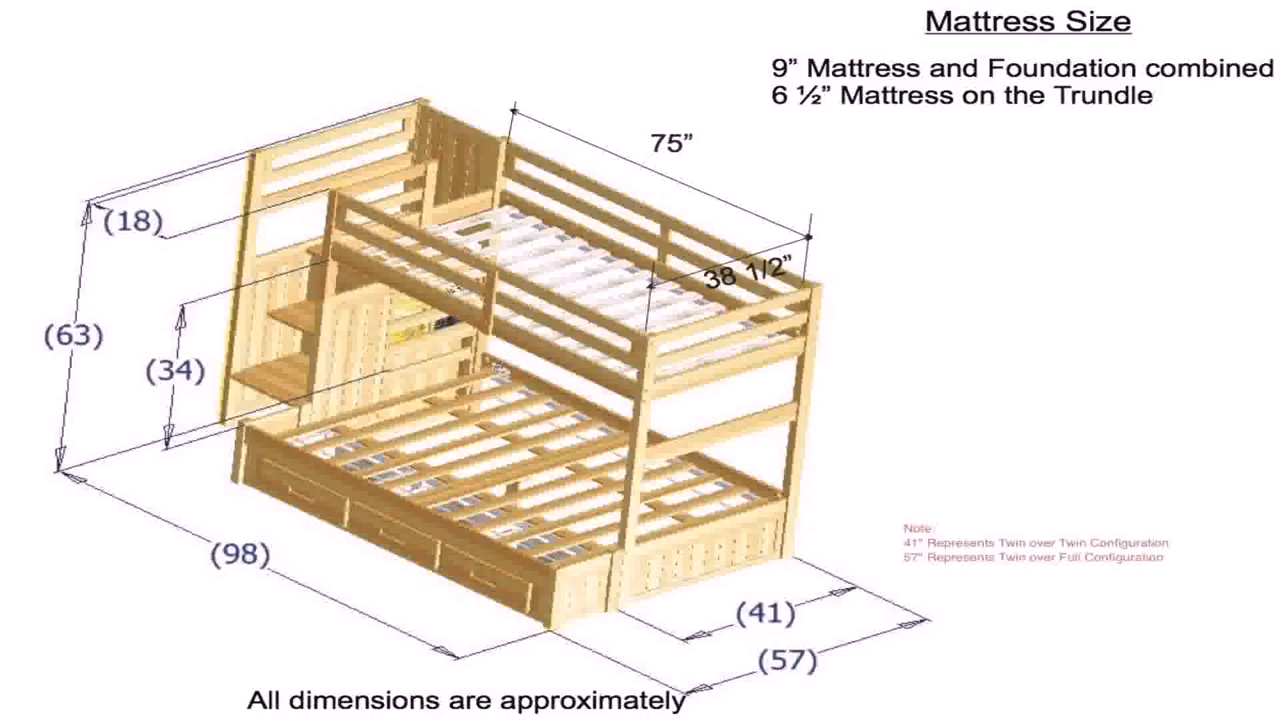 Mattress Size
9” Mattress and Foundation combined
6 ½” Mattress on the Trundle
75”
(18)
38 1/2”
(63)
(34)
Note:
41" Represents Twin over Twin Configuration
57" Represents Twin over Full Configuration
(98)
(41)
(57)
All dimensions are approximately